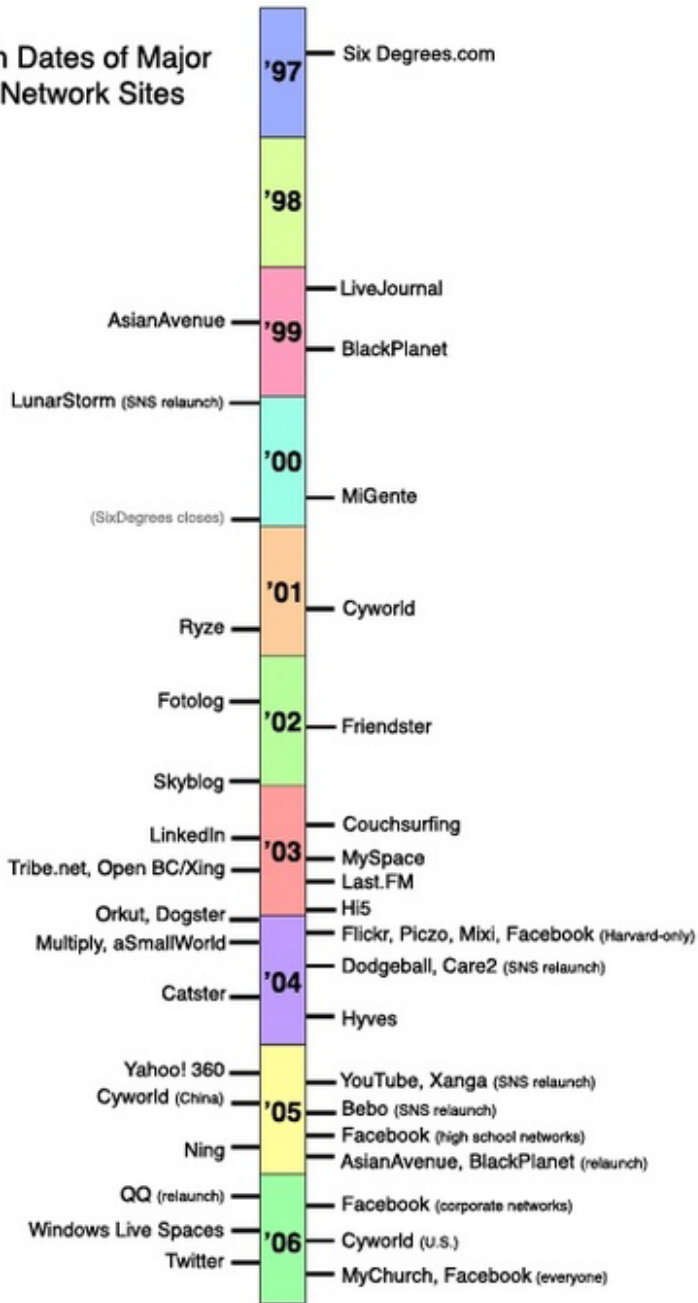 n Dates of Major
Network Sites
'97
Six Degrees.com
'98
LiveJournal
AsianAvenue
'99
BlackPlanet
LunarStorm (SNS relaunch)
'00
MiGente
(SixDegrees closes)
'01
Cyworld
Ryze
Fotolog
'02
Friendster
Skyblog
Couchsurfing
LinkedIn
'03
MySpace
Tribe.net, Open BC/Xing
Last.FM
Hi5
Orkut, Dogster
Flickr, Piczo, Mixi, Facebook (Harvard-only)
Multiply, aSmallWorld
Dodgeball, Care2 (SNS relaunch)
'04
Catster
Hyves
Yahoo! 360
YouTube, Xanga (SNS relaunch)
Cyworld (China)
'05
Bebo (SNS relaunch)
Facebook (high school networks)
Ning
AsianAvenue, BlackPlanet (relaunch)
QQ (relaunch)
Facebook (corporate networks)
Windows Live Spaces
'06
Cyworld (U.S.)
Twitter
MyChurch, Facebook (everyone)